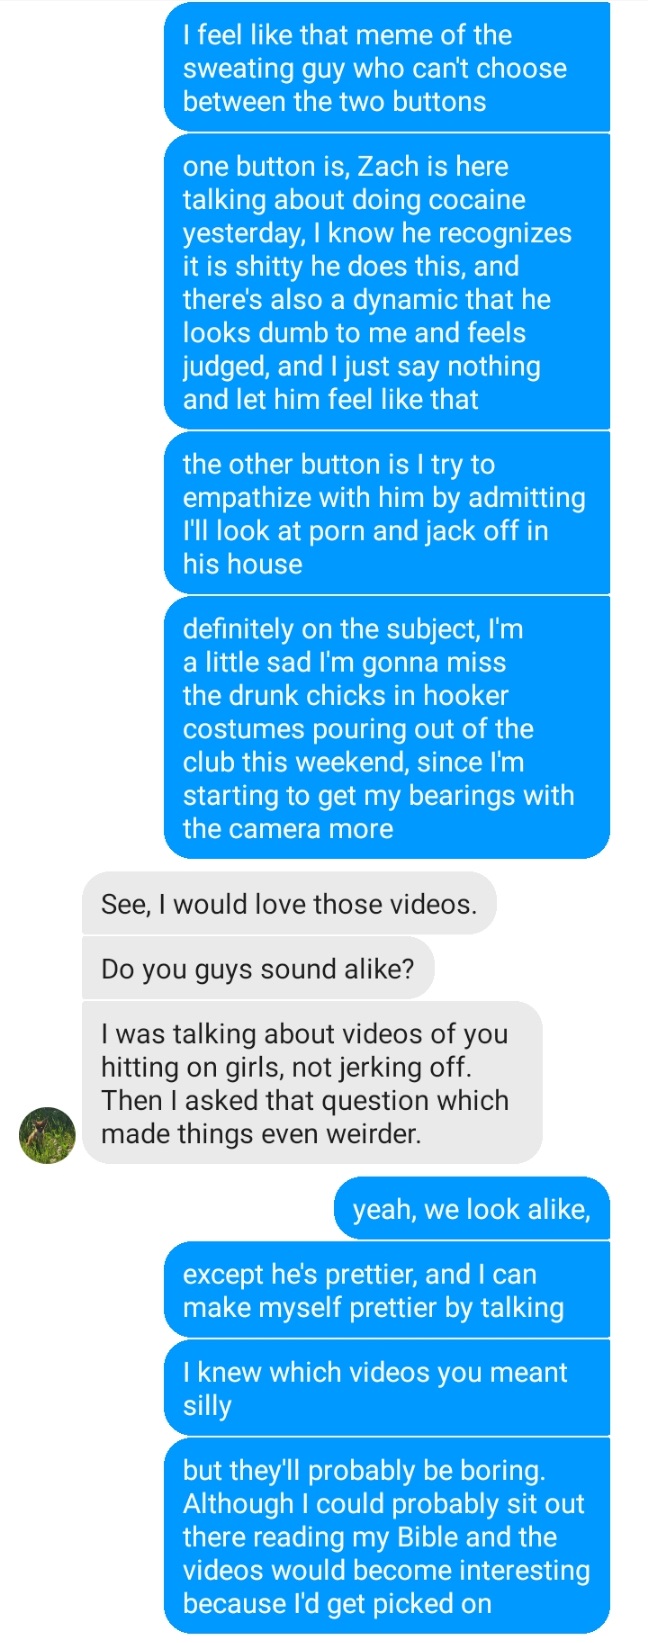 I feel like that meme of the
sweating guy who can't choose
between the two buttons
one button is, Zach is here
talking about doing cocaine
yesterday, I know he recognizes
it is shitty he does this, and
there's also a dynamic that he
looks dumb to me and feels
judged, and I just say nothing
and let him feel like that
the other button is I try to
empathize with him by admitting
I'll look at porn and jack off in
his house
definitely on the subject, I'm
a little sad I'm gonna miss
the drunk chicks in hooker
costumes pouring out of the
club this weekend, since I'm
starting to get my bearings with
the camera more
See, I would love those videos.
Do you guys sound alike?
I was talking about videos of you
hitting on girls, not jerking off.
Then I asked that question which
made things even weirder.
yeah, we look alike,
except he's prettier, and I can
make myself prettier by talking
I knew which videos you meant
silly
but they'll probably be boring.
Although I could probably sit out
there reading my Bible and the
videos would become interesting
because I'd get picked on